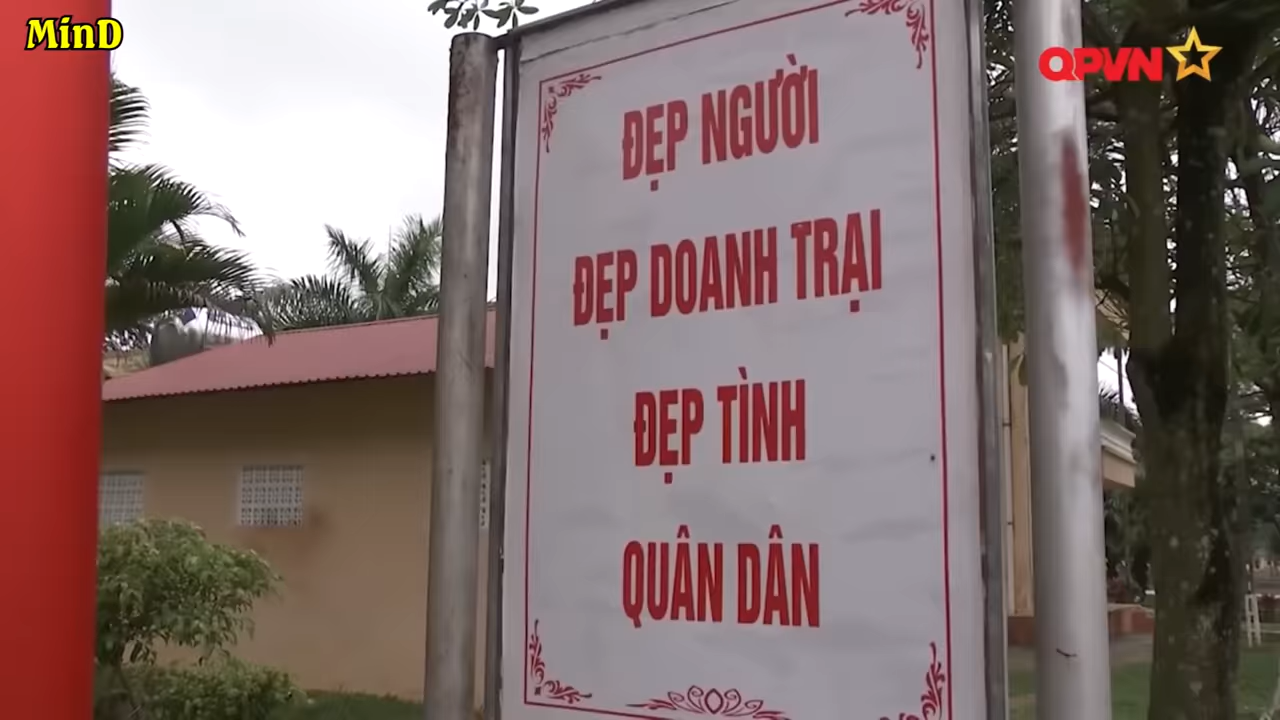 MinD
QPVN
ĐẸP NGƯỜI
ĐẸP DOANH TRẠI
ĐẸP TÌNH
QUÂN DÂN